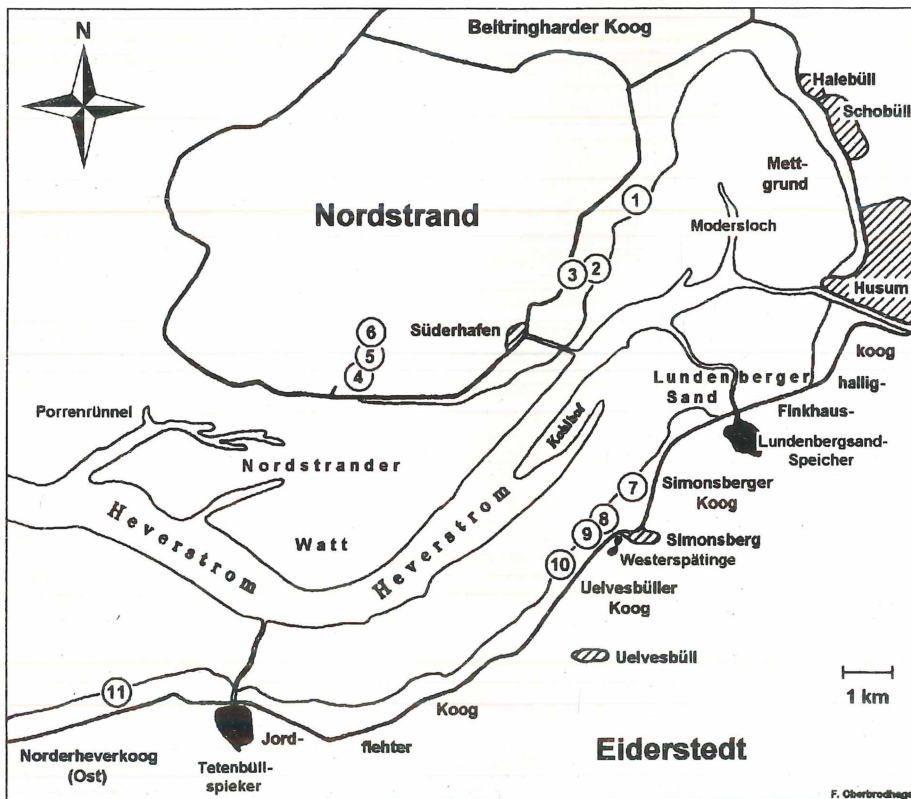 Beltringharder Koog
N
Halebüll
Schobüll
Mett-
grund
1
Nordstrand
Modersloch
2
3
Husum
Süderhafen
6
5
4
koog
hallig-
Finkhaus-
Lundenberger
Sand
Lundenbergsand-
Speicher
Porrenrünnel
Kohlhof
Nordstrander
Watt
Heverstrom
Heverstrom
7
Simonsberger
Koog
8
9
Simonsberg
Westerspätinge
10
Uelvesbüller
Koog
Uelvesbüll
1 km
11
Koog
Jord-
flehter
Norderheverkoog
(Ost)
Tetenbüll-
spieker
Eiderstedt
F. Oberbrodhage